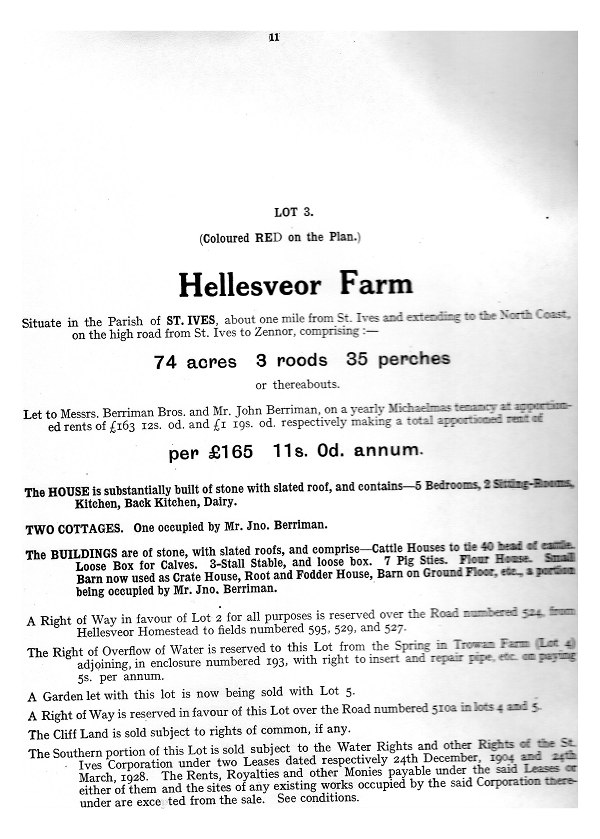 11
LOT 3.
(Coloured RED on the Plan.)
Hellesveor Farm
Situate in the Parish of ST. IVES, about one mile from St. Ives and extending to the North Coast,
on the high road from St. Ives to Zennor, comprising :—
74 acres 3 roods 35 perches
or thereabouts.
Let to Messrs. Berriman Bros. and Mr. John Berriman, on a yearly Michaelmas tenancy at apportion-
ed rents of £163 12s. 0d. and £1 19s. 0d. respectively making a total apportioned rent of
per £165 11s. 0d. annum.
The HOUSE is substantially built of stone with slated roof, and contains—5 Bedrooms, 2 Sitting-Rooms,
Kitchen, Back Kitchen, Dairy.
TWO COTTAGES. One occupied by Mr. Jno. Berriman.
The BUILDINGS are of stone, with slated roofs, and comprise—Cattle Houses to tie 40 head of cattle.
Loose Box for Calves. 3-Stall Stable, and loose box. 7 Pig Sties. Flour House. Small
Barn now used as Crate House, Root and Fodder House, Barn on Ground Floor, etc., a portion
being occupied by Mr. Jno. Berriman.
A Right of Way in favour of Lot 2 for all purposes is reserved over the Road numbered 524, from
Hellesveor Homestead to fields numbered 595, 529, and 527.
The Right of Overflow of Water is reserved to this Lot from the Spring in Trowan Farm (Lot 4)
adjoining, in enclosure numbered 193, with right to insert and repair pipe, etc. on paying
5s. per annum.
A Garden let with this lot is now being sold with Lot 5.
A Right of Way is reserved in favour of this Lot over the Road numbered 510a in lots 4 and 5.
The Cliff Land is sold subject to rights of common, if any.
The Southern portion of this Lot is sold subject to the Water Rights and other Rights of the St.
Ives Corporation under two Leases dated respectively 24th December, 1904 and 24th
March, 1928. The Rents, Royalties and other Monies payable under the said Leases or
either of them and the sites of any existing works occupied by the said Corporation there-
under are exce ted from the sale. See conditions.